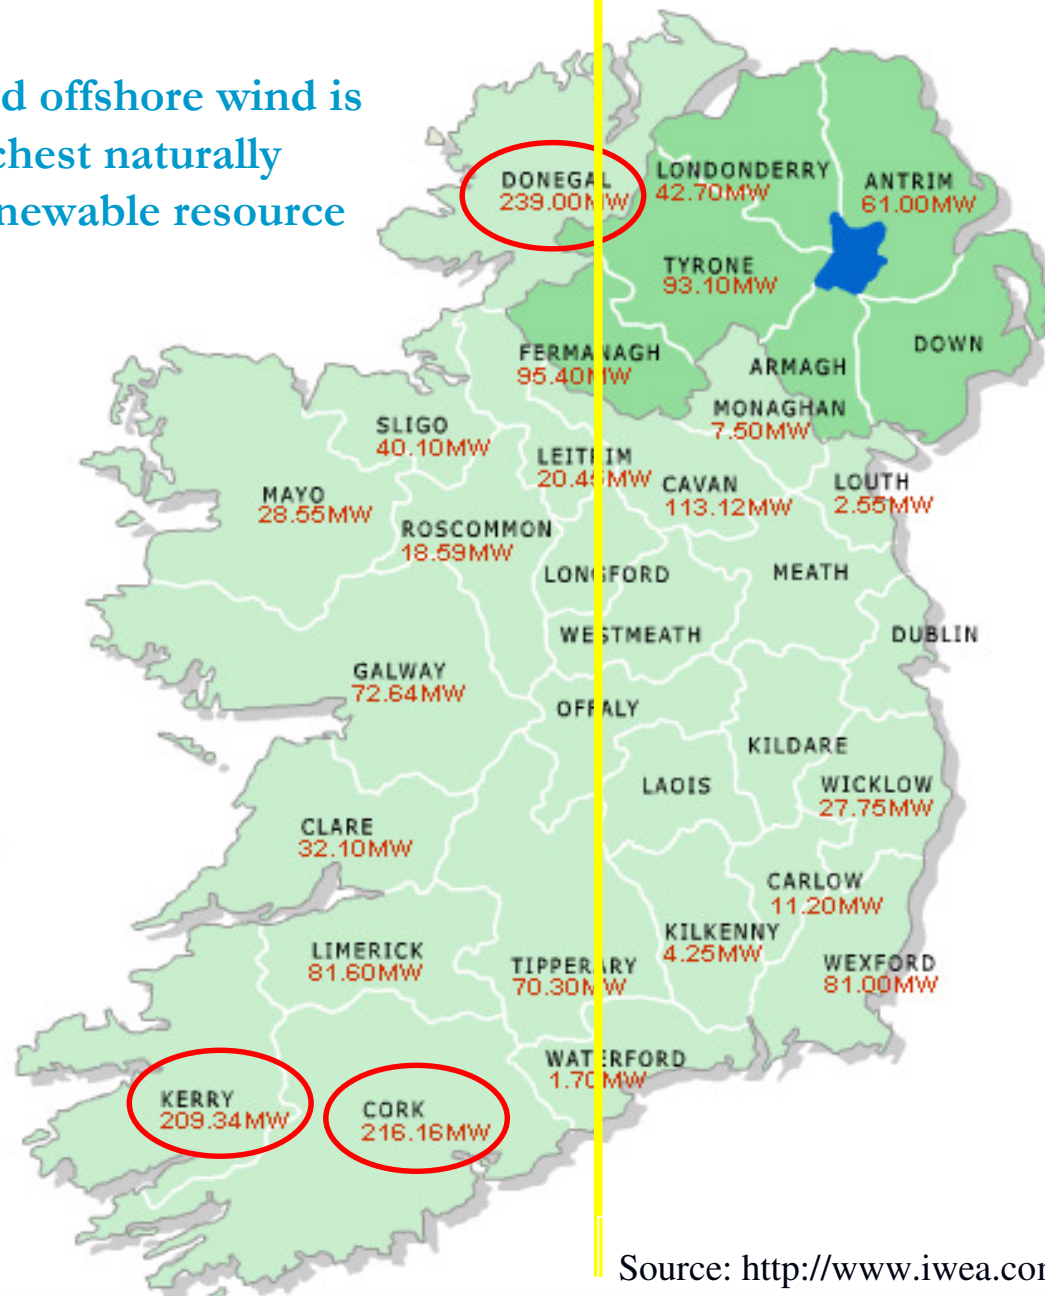 d offshore wind is
chest naturally
newable resource
DONEGAL
239.00MW
LONDONDERRY
42.70MW
ANTRIM
61.00MW
TYRONE
93.10MW
DOWN
FERMANAGH
95.40MW
ARMAGH
MONAGHAN
7.50MW
SLIGO
40.10MW
LEITRIM
20.45MW
CAVAN
113.12MW
LOUTH
2.55MW
MAYO
28.55MW
ROSCOMMON
18.59MW
LONGFORD
MEATH
WESTMEATH
DUBLIN
GALWAY
72.64MW
OFFALY
KILDARE
LAOIS
WICKLOW
27.75MW
CLARE
32.10MW
CARLOW
11.20MW
KILKENNY
4.25MW
LIMERICK
81.60MW
TIPPERARY
70.30MW
WEXFORD
81.00MW
WATERFORD
1.70MW
KERRY
209.34MW
CORK
216.16MW
Source: http://www.iwea.com